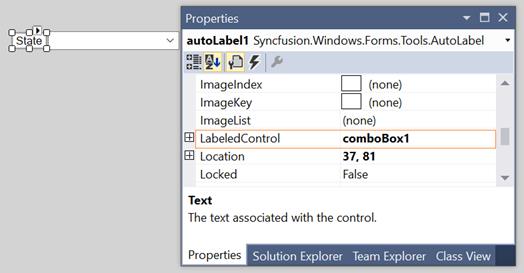 State
Properties
autoLabel1 Syncfusion.Windows.Forms.Tools.AutoLabel
ImageIndex (none)
ImageKey (none)
ImageList (none)
LabeledControl comboBox1
Location 37, 81
Locked False
Text
The text associated with the control.
Properties Solution Explorer Team Explorer Class View